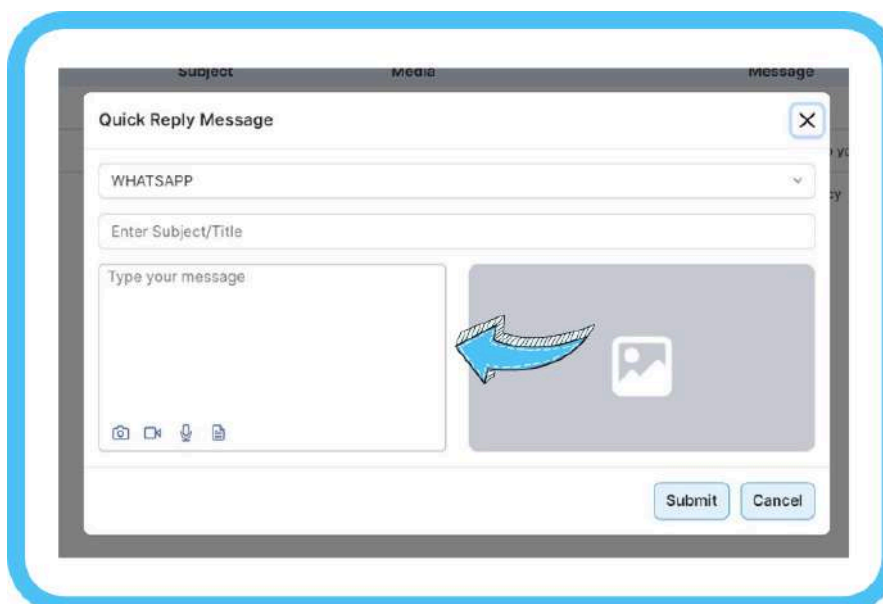 Subject Media Message
Quick Reply Message
WHATSAPP
Enter Subject/Title
Type your message
Submit Cancel